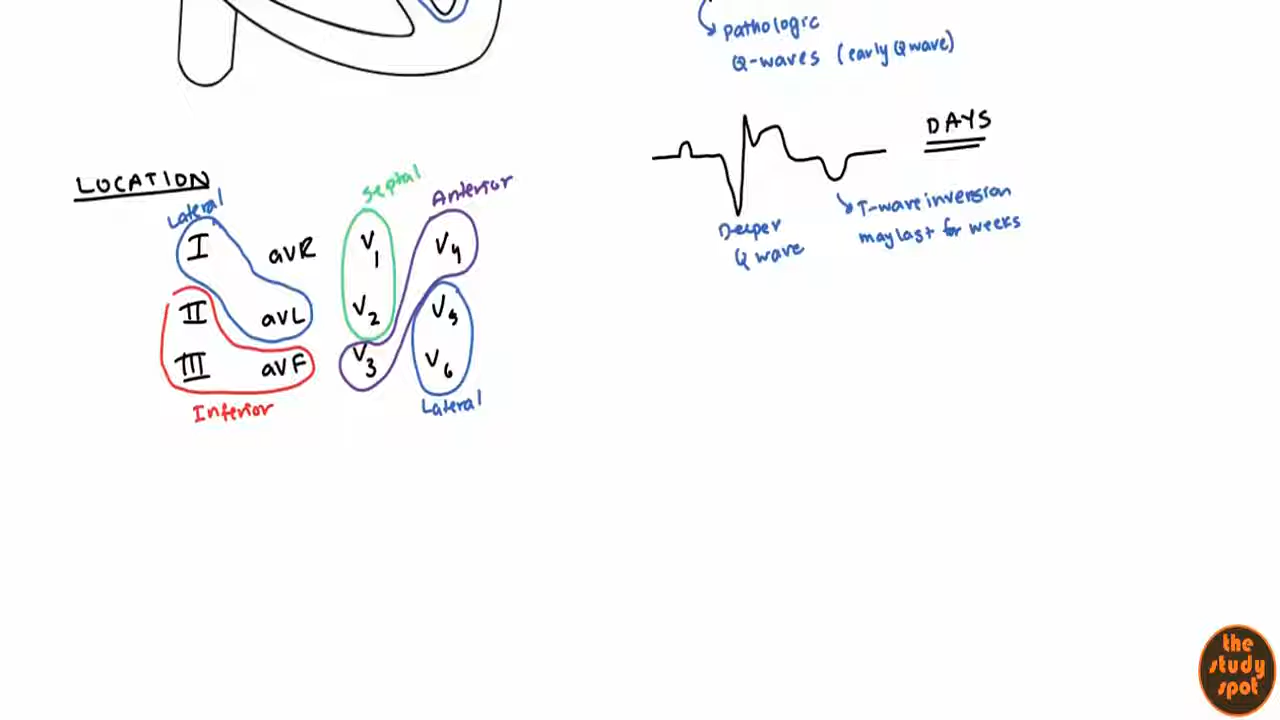 pathologic
Q-waves (early Q wave)
DAYS
T-wave inversion
may last for weeks
Deeper
Q wave
LOCATION
Lateral
Septal
Anterior
I aVR V1 V4
II aVL V2 V5
III aVF V3 V6
Inferior
Lateral
the
study
spot